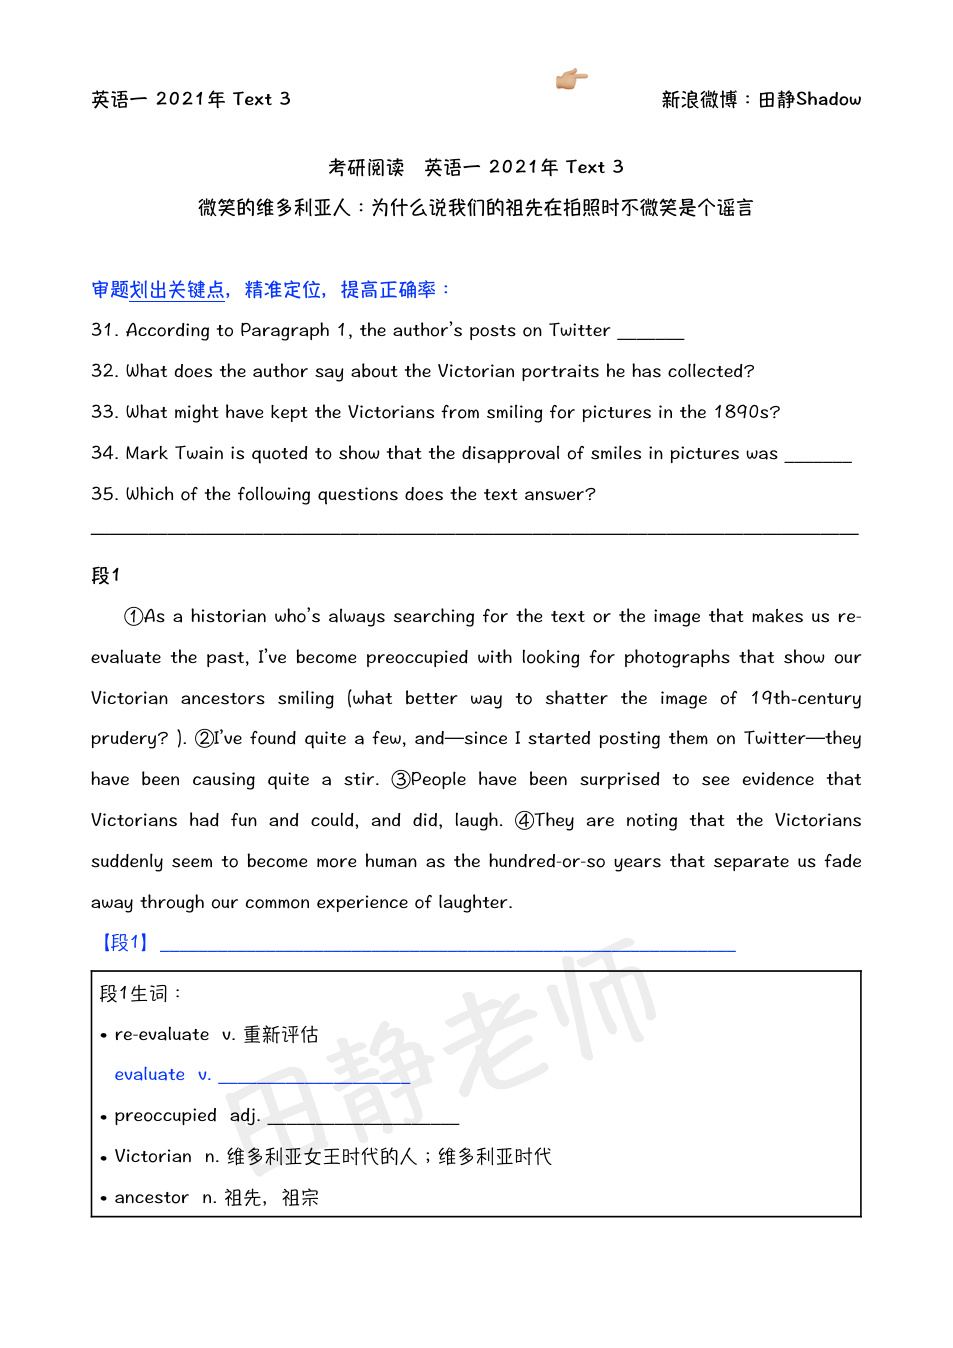 英语一 2021年 Text 3
新浪微博：田静Shadow
考研阅读 英语一 2021年 Text 3
微笑的维多利亚人：为什么说我们的祖先在拍照时不微笑是个谣言
审题划出关键点，精准定位，提高正确率：
31. According to Paragraph 1, the author's posts on Twitter _______
32. What does the author say about the Victorian portraits he has collected?
33. What might have kept the Victorians from smiling for pictures in the 1890s?
34. Mark Twain is quoted to show that the disapproval of smiles in pictures was _______
35. Which of the following questions does the text answer?
段1
①As a historian who's always searching for the text or the image that makes us re-
evaluate the past, I've become preoccupied with looking for photographs that show our
Victorian ancestors smiling (what better way to shatter the image of 19th-century
prudery? ). ②I've found quite a few, and—since I started posting them on Twitter—they
have been causing quite a stir. ③People have been surprised to see evidence that
Victorians had fun and could, and did, laugh. ④They are noting that the Victorians
suddenly seem to become more human as the hundred-or-so years that separate us fade
away through our common experience of laughter.
【段1】____________________________________________________________
段1生词：
• re-evaluate v. 重新评估
evaluate v. ____________________
• preoccupied adj. ____________________
• Victorian n. 维多利亚女王时代的人；维多利亚时代
• ancestor n. 祖先，祖宗
田静老师